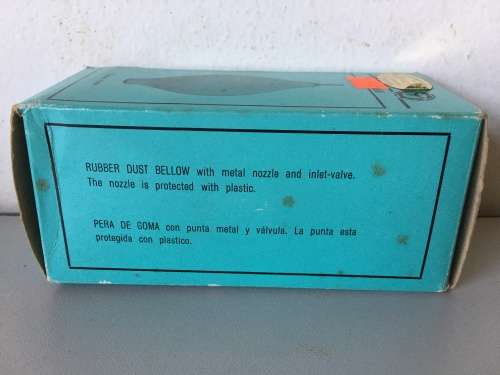 RUBBER DUST BELLOW with metal nozzle and inlet-valve.
The nozzle is protected with plastic.
PERA DE GOMA con punta metal y válvula. La punta esta
protegida con plastico.